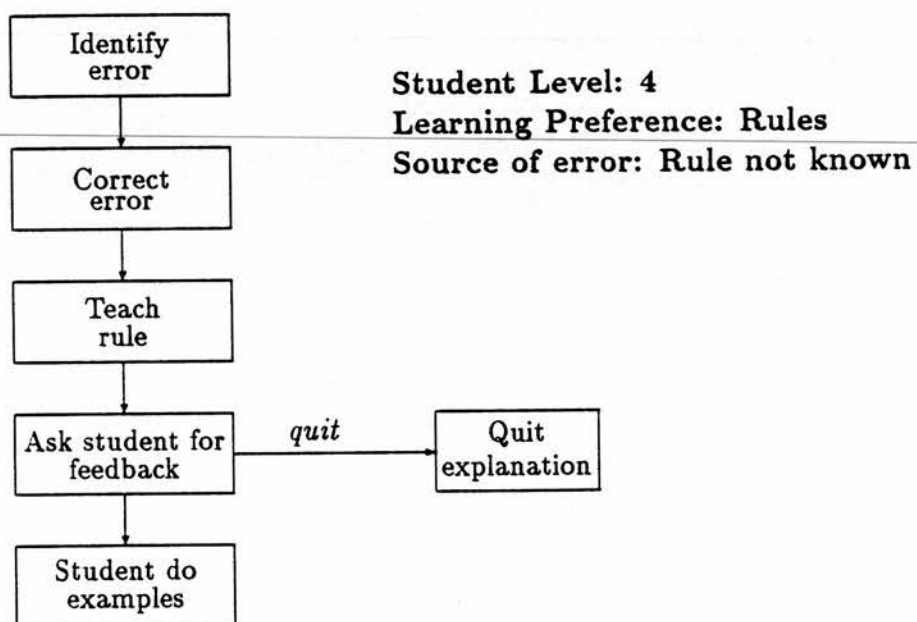 Identify
error
Student Level: 4
Learning Preference: Rules
Source of error: Rule not known
Correct
error
Teach
rule
Ask student for
feedback
quit
Quit
explanation
Student do
examples